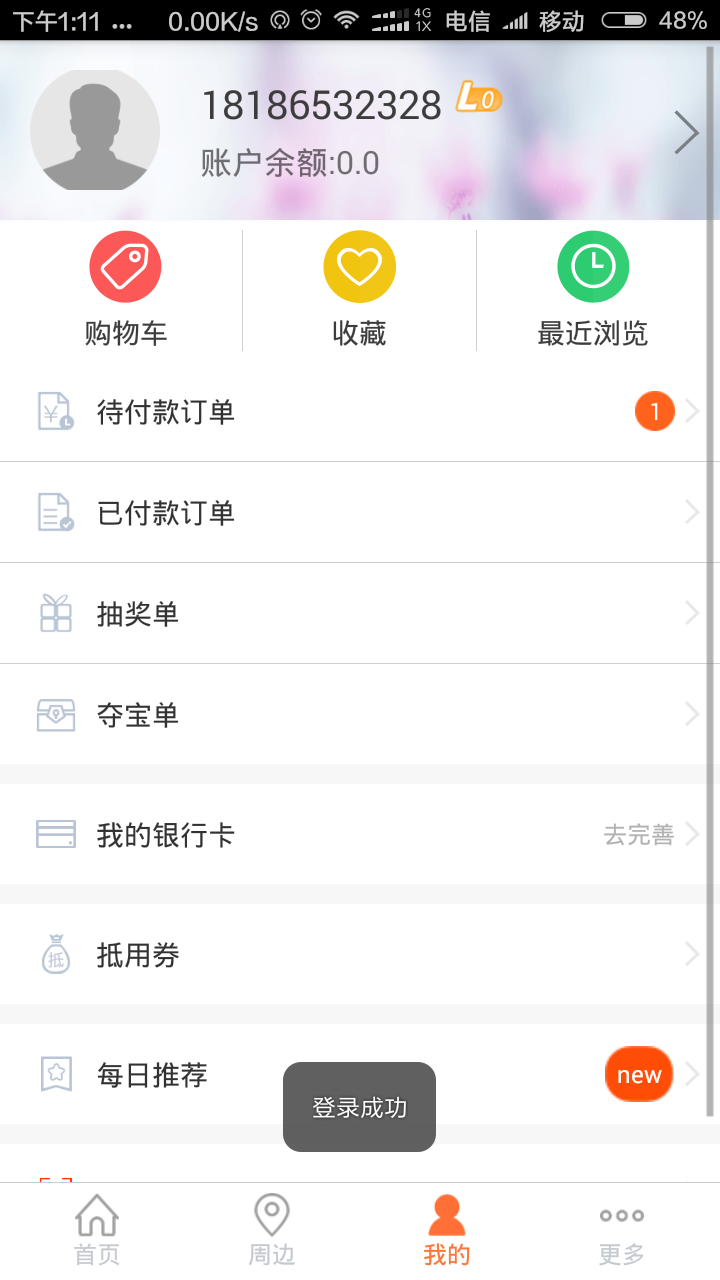 下午1:11 ... 0.00K/s 4G 1X 电信 移动 48%
18186532328 L0
账户余额:0.0
购物车 收藏 最近浏览
¥ 待付款订单 1
已付款订单
抽奖单
夺宝单
我的银行卡 去完善
抵 抵用券
每日推荐 new
登录成功
首页 周边 我的 更多